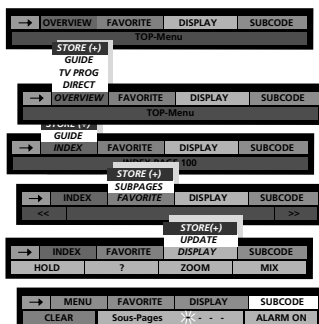 → OVERVIEW FAVORITE DISPLAY SUBCODE
TOP-Menu
STORE (+)
GUIDE
TV PROG
DIRECT
→ OVERVIEW FAVORITE DISPLAY SUBCODE
TOP-Menu
STORE (+)
GUIDE
→ INDEX FAVORITE DISPLAY SUBCODE
INDEX PAGE 100
STORE (+)
SUBPAGES
→ INDEX FAVORITE DISPLAY SUBCODE
<< >>
STORE(+)
UPDATE
→ INDEX FAVORITE DISPLAY SUBCODE
HOLD ? ZOOM MIX
→ MENU FAVORITE DISPLAY SUBCODE
CLEAR Sous-Pages - - - ALARM ON